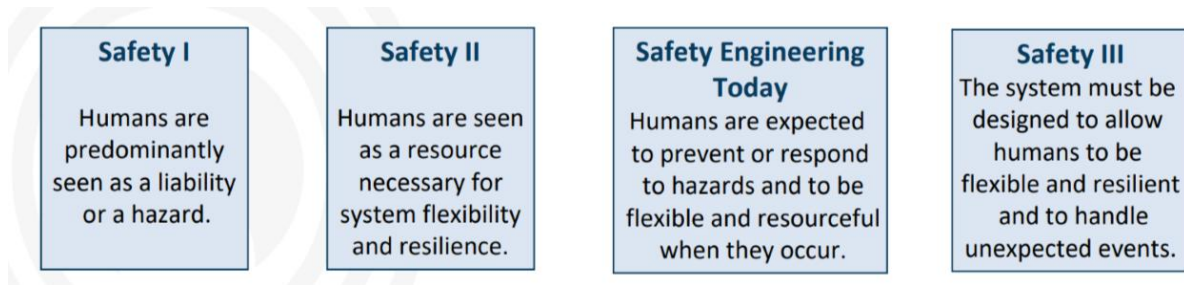 Safety I
Humans are
predominantly
seen as a liability
or a hazard.
Safety II
Humans are seen
as a resource
necessary for
system flexibility
and resilience.
Safety Engineering
Today
Humans are expected
to prevent or respond
to hazards and to be
flexible and resourceful
when they occur.
Safety III
The system must be
designed to allow
humans to be
flexible and resilient
and to handle
unexpected events.